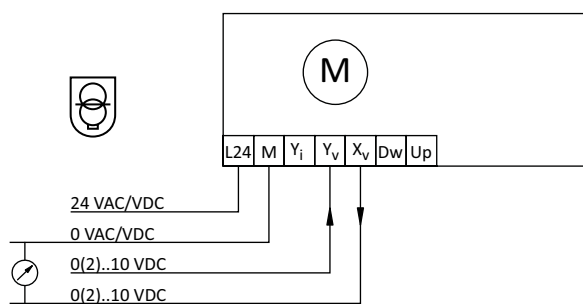 M
L24 M Yi Yv Xv Dw Up
24 VAC/VDC
0 VAC/VDC
0(2)..10 VDC
0(2)..10 VDC